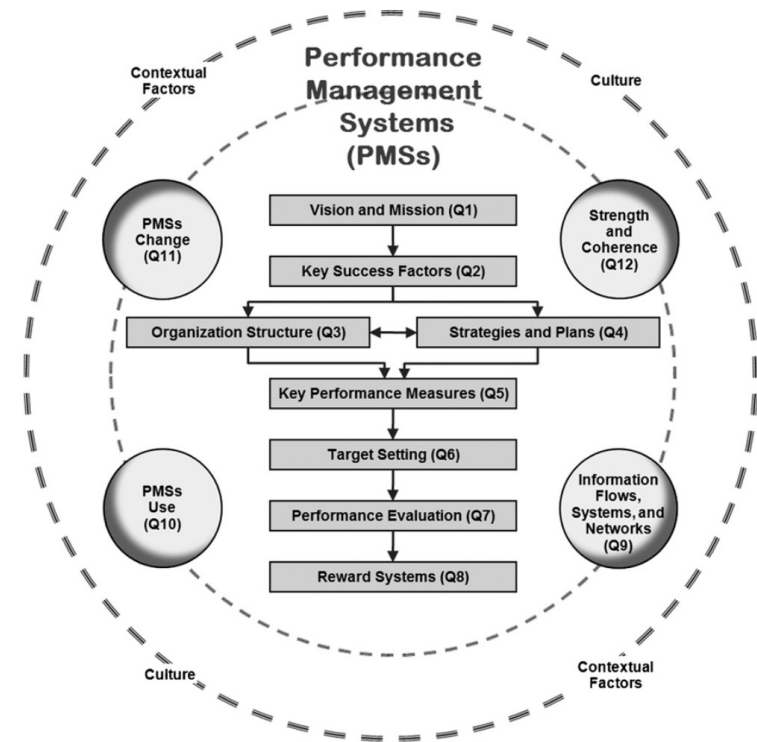 Performance
Management
Systems
(PMSs)
Contextual
Factors
Culture
PMSs
Change
(Q11)
Strength
and
Coherence
(Q12)
Vision and Mission (Q1)
Key Success Factors (Q2)
Organization Structure (Q3)
Strategies and Plans (Q4)
Key Performance Measures (Q5)
Target Setting (Q6)
Performance Evaluation (Q7)
Reward Systems (Q8)
PMSs
Use
(Q10)
Information
Flows,
Systems, and
Networks
(Q9)
Culture
Contextual
Factors